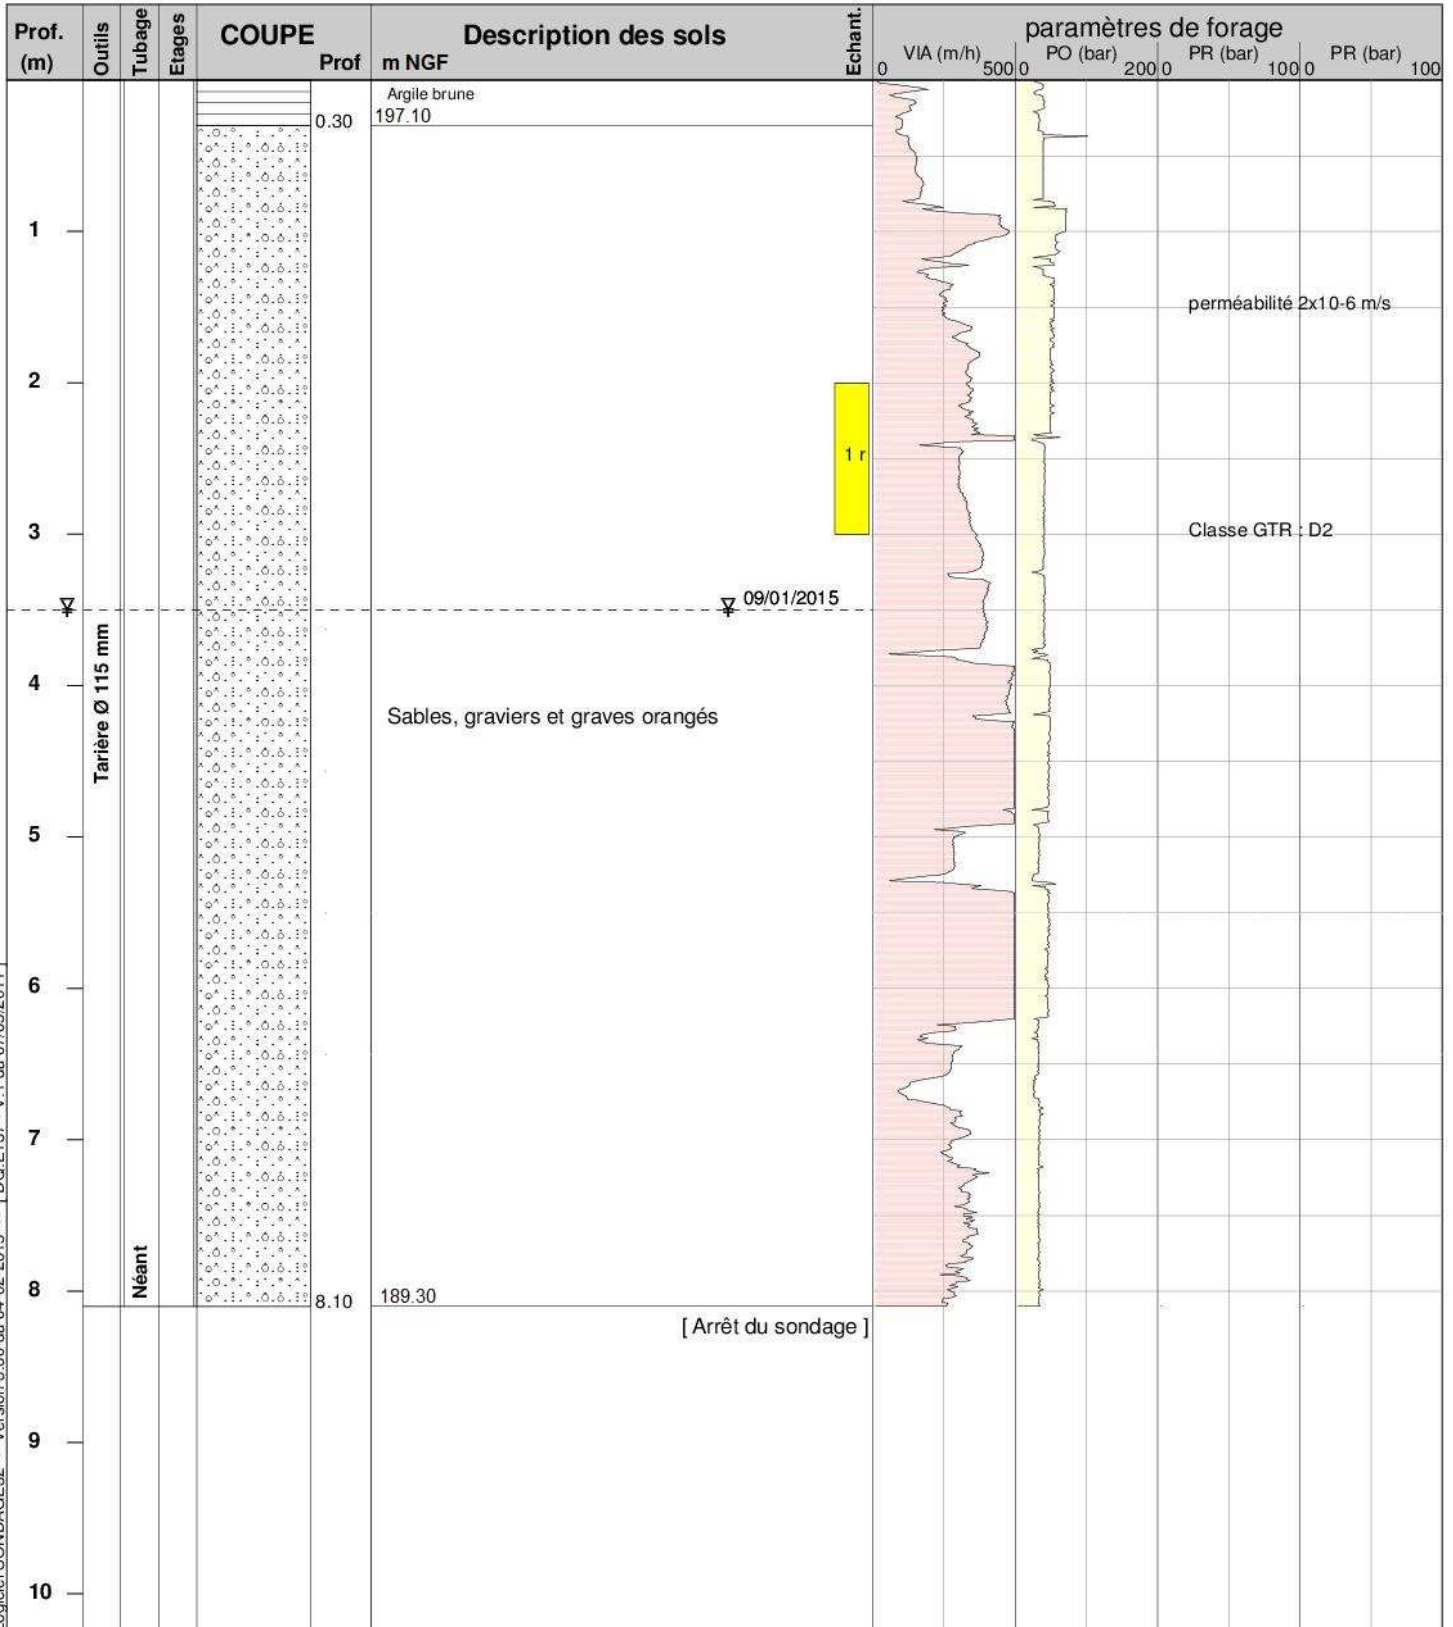 Prof.
(m)
Outils
Tubage
Etages
COUPE
Prof
Description des sols
m NGF
Echant.
paramètres de forage
VIA (m/h)
0 500
PO (bar)
0 200
PR (bar)
0 100
PR (bar)
0 100
Argile brune
0.30 197.10
1
perméabilité 2x10-6 m/s
2
1 r
3
Classe GTR : D2
09/01/2015
Tarière Ø 115 mm
4
Sables, graviers et graves orangés
5
6
7
Néant
8
8.10 189.30
[ Arrêt du sondage ]
9
10